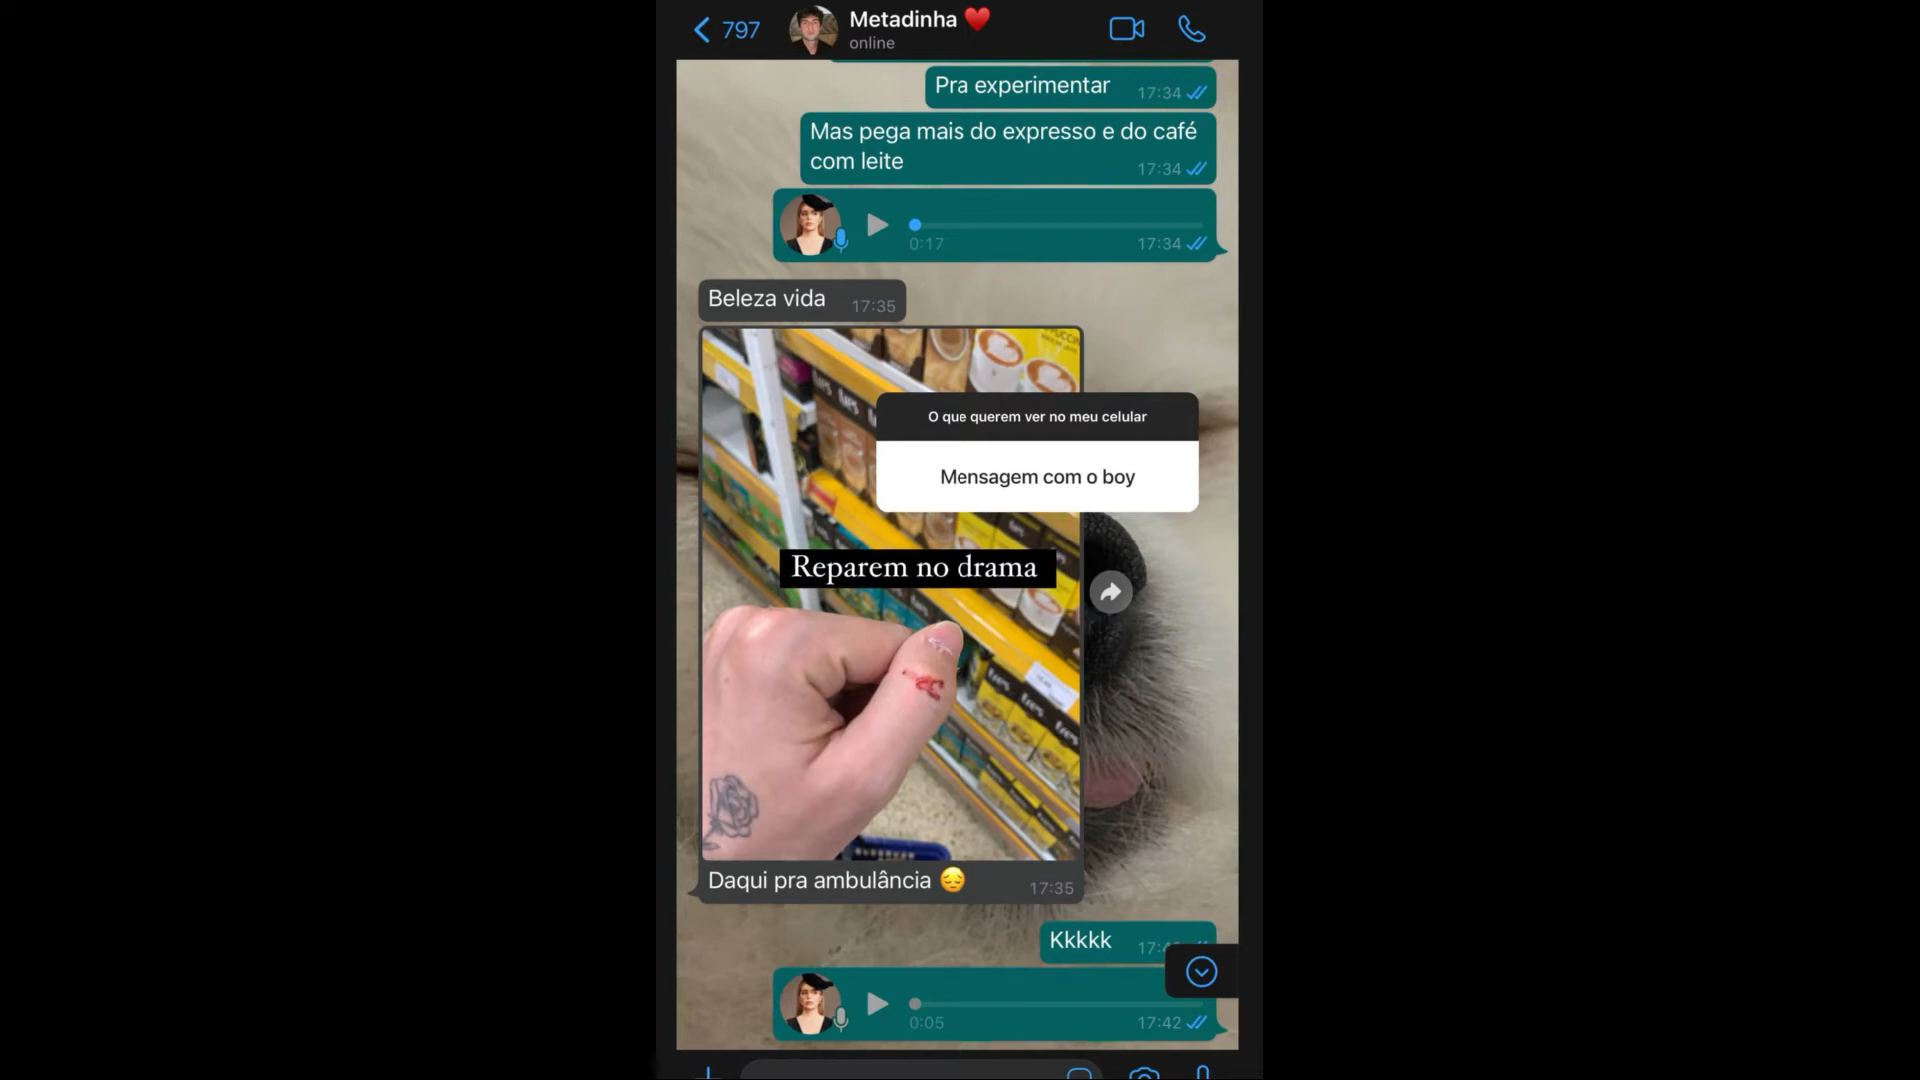 797
Metadinha ❤️
online
Pra experimentar
17:34
Mas pega mais do expresso e do café
com leite
17:34
0:17
17:34
Beleza vida
17:35
O que querem ver no meu celular
Mensagem com o boy
Reparem no drama
Daqui pra ambulância 😔
17:35
Kkkkk
0:05
17:42